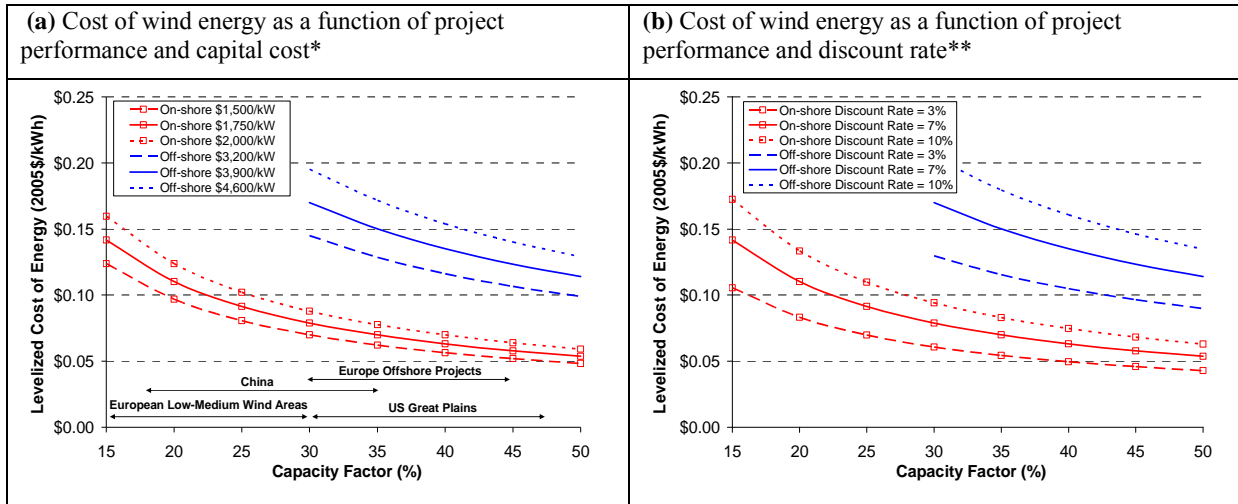 (a) Cost of wind energy as a function of project
performance and capital cost*
(b) Cost of wind energy as a function of project
performance and discount rate**
$0.25
$0.20
$0.15
$0.10
$0.05
$0.00
Levelized Cost of Energy (2005$/kWh)
On-shore $1,500/kW
On-shore $1,750/kW
On-shore $2,000/kW
Off-shore $3,200/kW
Off-shore $3,900/kW
Off-shore $4,600/kW
Europe Offshore Projects
China
European Low-Medium Wind Areas
US Great Plains
15 20 25 30 35 40 45 50
Capacity Factor (%)
$0.25
$0.20
$0.15
$0.10
$0.05
$0.00
Levelized Cost of Energy (2005$/kWh)
On-shore Discount Rate = 3%
On-shore Discount Rate = 7%
On-shore Discount Rate = 10%
Off-shore Discount Rate = 3%
Off-shore Discount Rate = 7%
Off-shore Discount Rate = 10%
15 20 25 30 35 40 45 50
Capacity Factor (%)